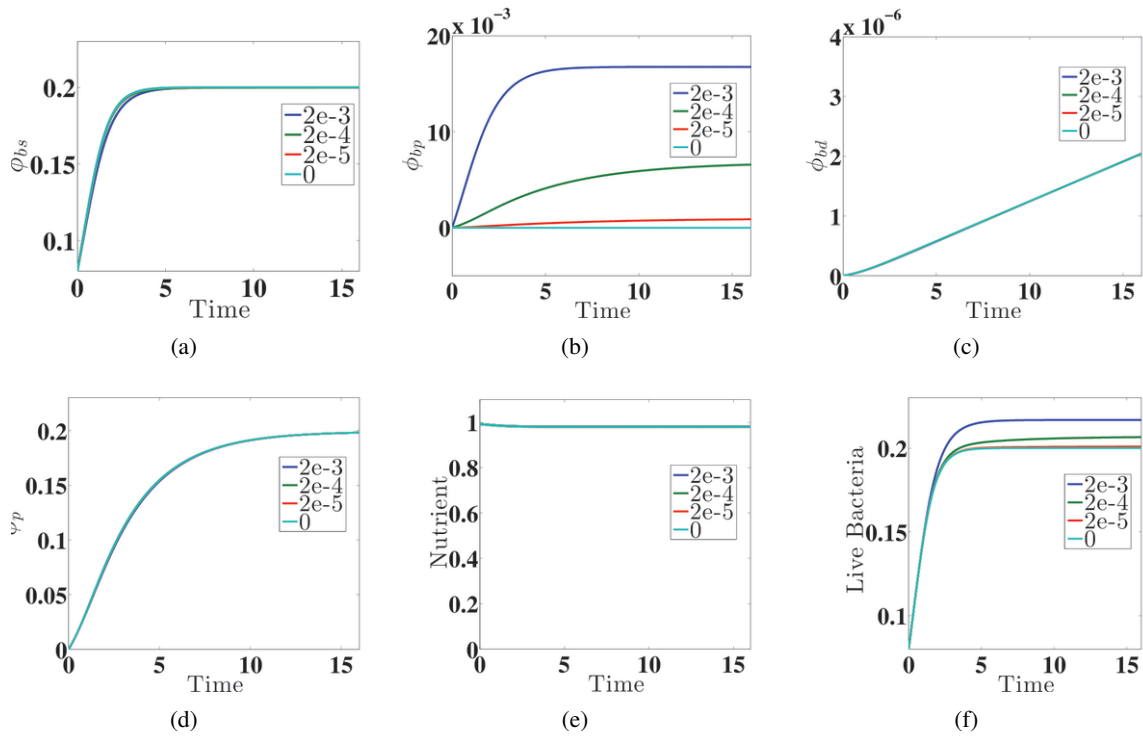 0.2
0.15
0.1
0
5
10
15
φbs
Time
2e-3
2e-4
2e-5
0
(a)
20 x 10⁻³
10
0
0
5
10
15
ϕbp
Time
2e-3
2e-4
2e-5
0
(b)
4 x 10⁻⁶
3
2
1
0
0
5
10
15
ϕbd
Time
2e-3
2e-4
2e-5
0
(c)
0.2
0.15
0.1
0.05
0
0
5
10
15
Time
2e-3
2e-4
2e-5
0
(d)
1
0.8
0.6
0.4
0.2
0
0
5
10
15
Nutrient
Time
2e-3
2e-4
2e-5
0
(e)
0.2
0.15
0.1
0
5
10
15
Live Bacteria
Time
2e-3
2e-4
2e-5
0
(f)